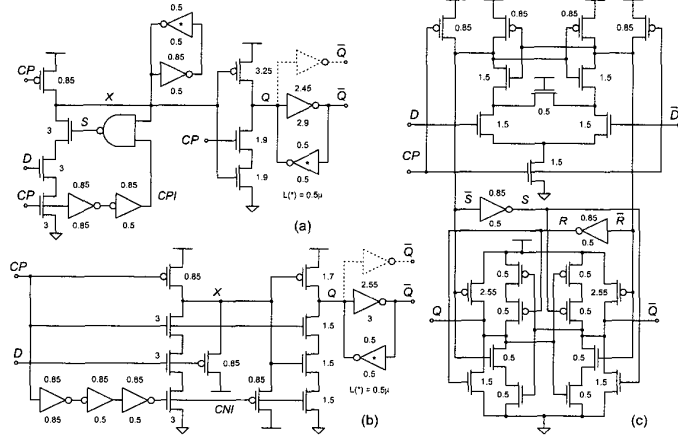 0.5
CP
0.85
0.5
0.85
X
0.5
3.25
S
3
Q
2.45
Q̅
Q̅
2.9
D
3
CP
1.9
0.5
CP
0.85
0.85
CPI
1.9
0.5
L(*) = 0.5µ
3
0.85
0.5
(a)
CP
0.85
X
1.7
Q
2.55
Q̅
Q̅
3
3
1.5
0.5
D
3
0.85
1.5
0.5
L(*) = 0.5µ
0.85
0.85
0.85
CNI
0.85
0.85
0.5
0.5
3
1.5
(b)
(c)
0.85
0.85
0.85
0.85
1.5
1.5
0.5
D
D̅
1.5
1.5
CP
1.5
S̅
0.85
S
0.5
R
0.85
R̅
0.5
0.5
0.5
2.55
0.5
0.5
2.55
Q
Q̅
0.5
0.5
1.5
0.5
0.5
1.5